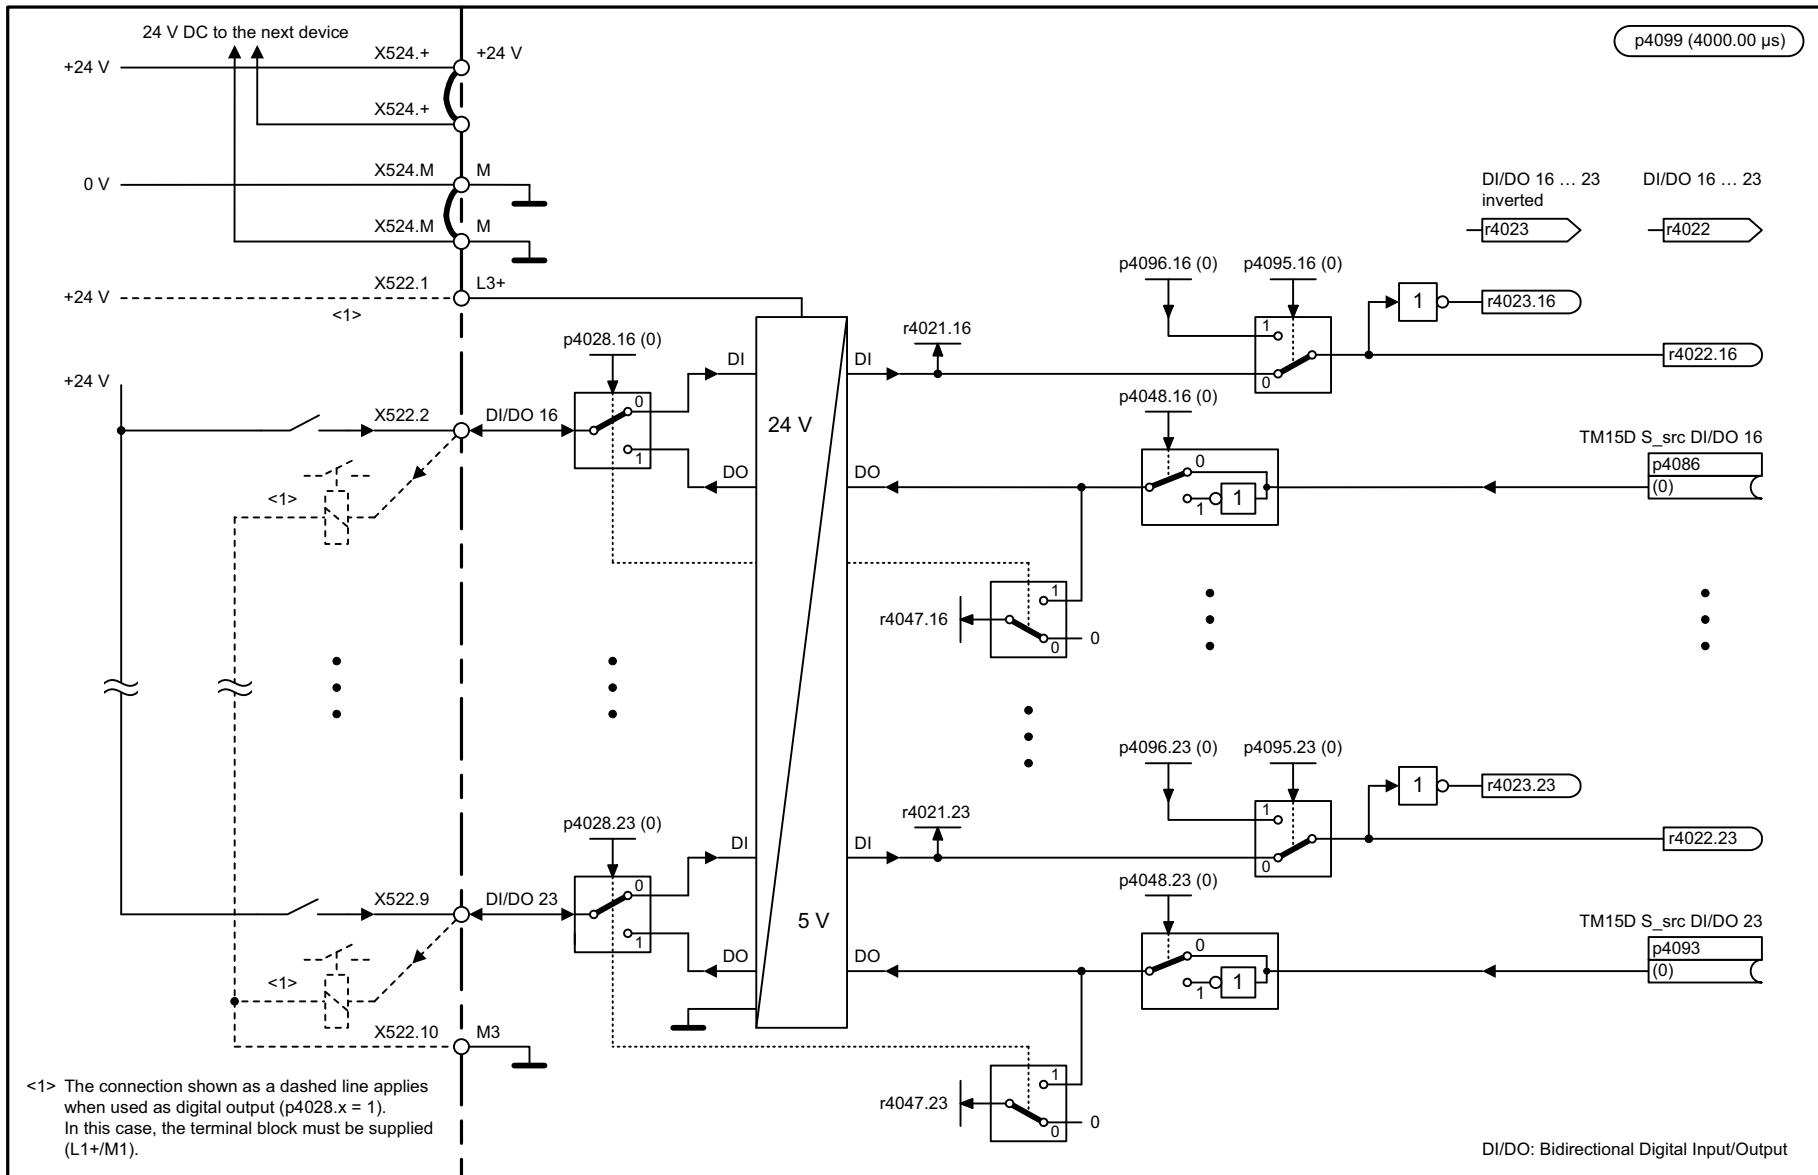 24 V DC to the next device
p4099 (4000.00 µs)
+24 V
X524.+
+24 V
X524.+
0 V
X524.M
M
X524.M
M
DI/DO 16 … 23
inverted
r4023
DI/DO 16 … 23
r4022
+24 V
<1>
X522.1
L3+
p4096.16 (0)
p4095.16 (0)
1
0
1
r4023.16
r4022.16
r4021.16
p4028.16 (0)
0
1
DI
DO
DI
DO
24 V
5 V
+24 V
X522.2
DI/DO 16
<1>
p4048.16 (0)
0
1
1
TM15D S_src DI/DO 16
p4086
(0)
r4047.16
1
0
0
p4096.23 (0)
p4095.23 (0)
1
0
1
r4023.23
r4022.23
r4021.23
p4028.23 (0)
0
1
DI
DO
DI
DO
X522.9
DI/DO 23
<1>
p4048.23 (0)
0
1
1
TM15D S_src DI/DO 23
p4093
(0)
X522.10
M3
r4047.23
1
0
0
<1> The connection shown as a dashed line applies
when used as digital output (p4028.x = 1).
In this case, the terminal block must be supplied
(L1+/M1).
DI/DO: Bidirectional Digital Input/Output